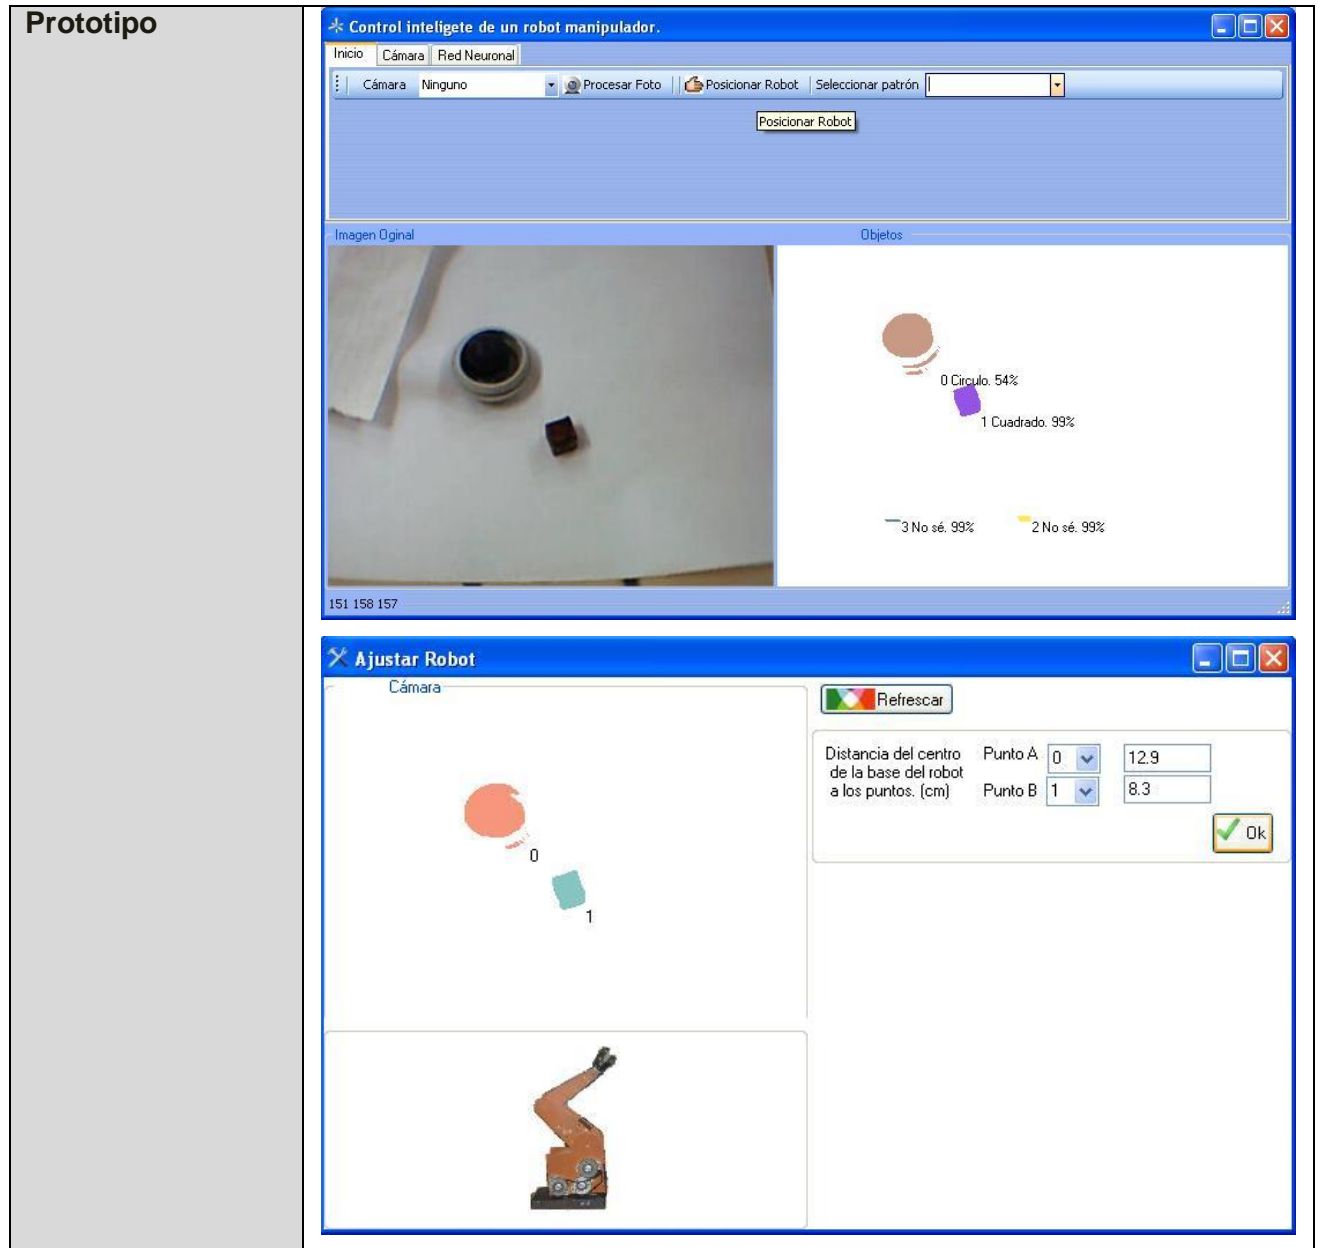 Prototipo
Control inteligete de un robot manipulador.
Inicio Cámara Red Neuronal
Cámara Ninguno Procesar Foto Posicionar Robot Seleccionar patrón
Posicionar Robot
Imagen Oginal Objetos
0 Circulo. 54%
1 Cuadrado. 99%
3 No sé. 99% 2 No sé. 99%
151 158 157
Ajustar Robot
Cámara
Refrescar
Distancia del centro Punto A 0 12.9
de la base del robot
a los puntos. (cm) Punto B 1 8.3
Ok
0
1